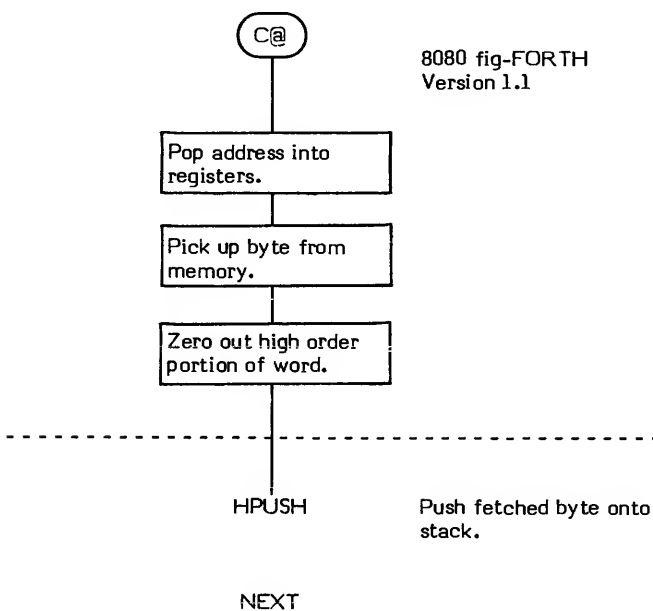 C@
8080 fig-FORTH
Version 1.1
Pop address into
registers.
Pick up byte from
memory.
Zero out high order
portion of word.
HPUSH
Push fetched byte onto
stack.
NEXT